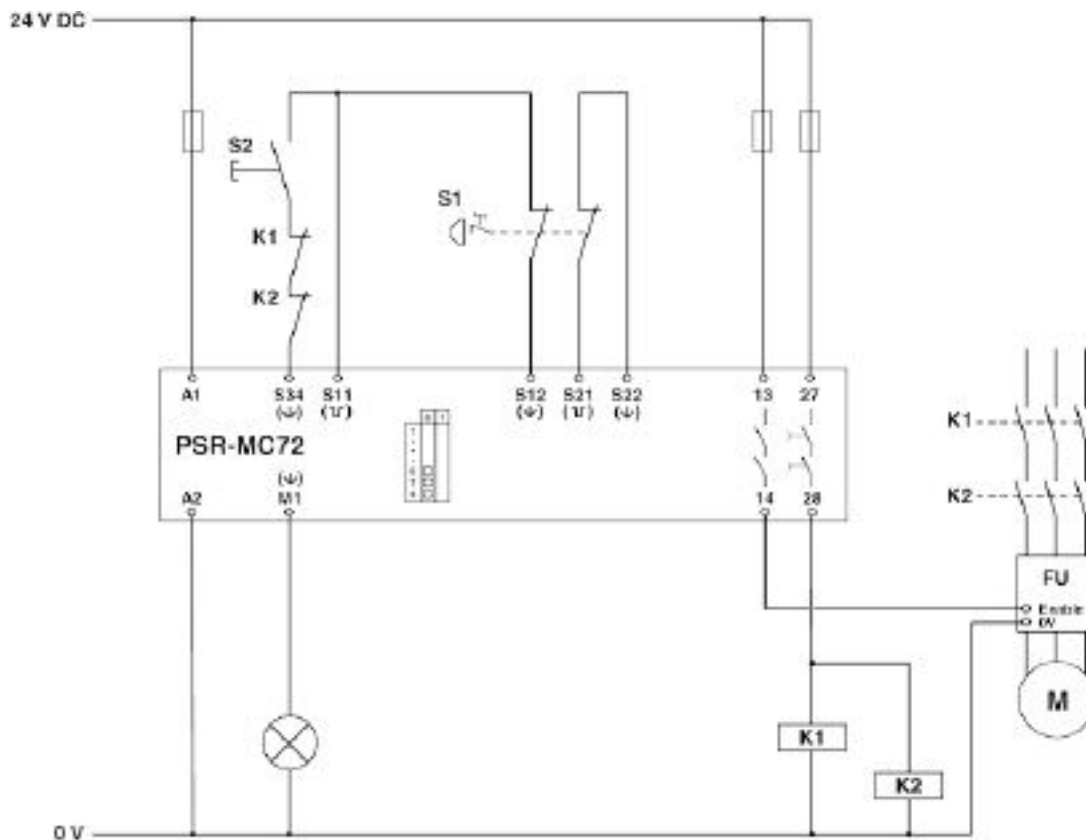 24 V DC
S2
S1
K1
K2
A1
S34
S11
S12
S21
S22
13
27
PSR-MC72
A2
M1
14
28
K1
K2
FU
Enable
0V
M
K1
K2
0 V